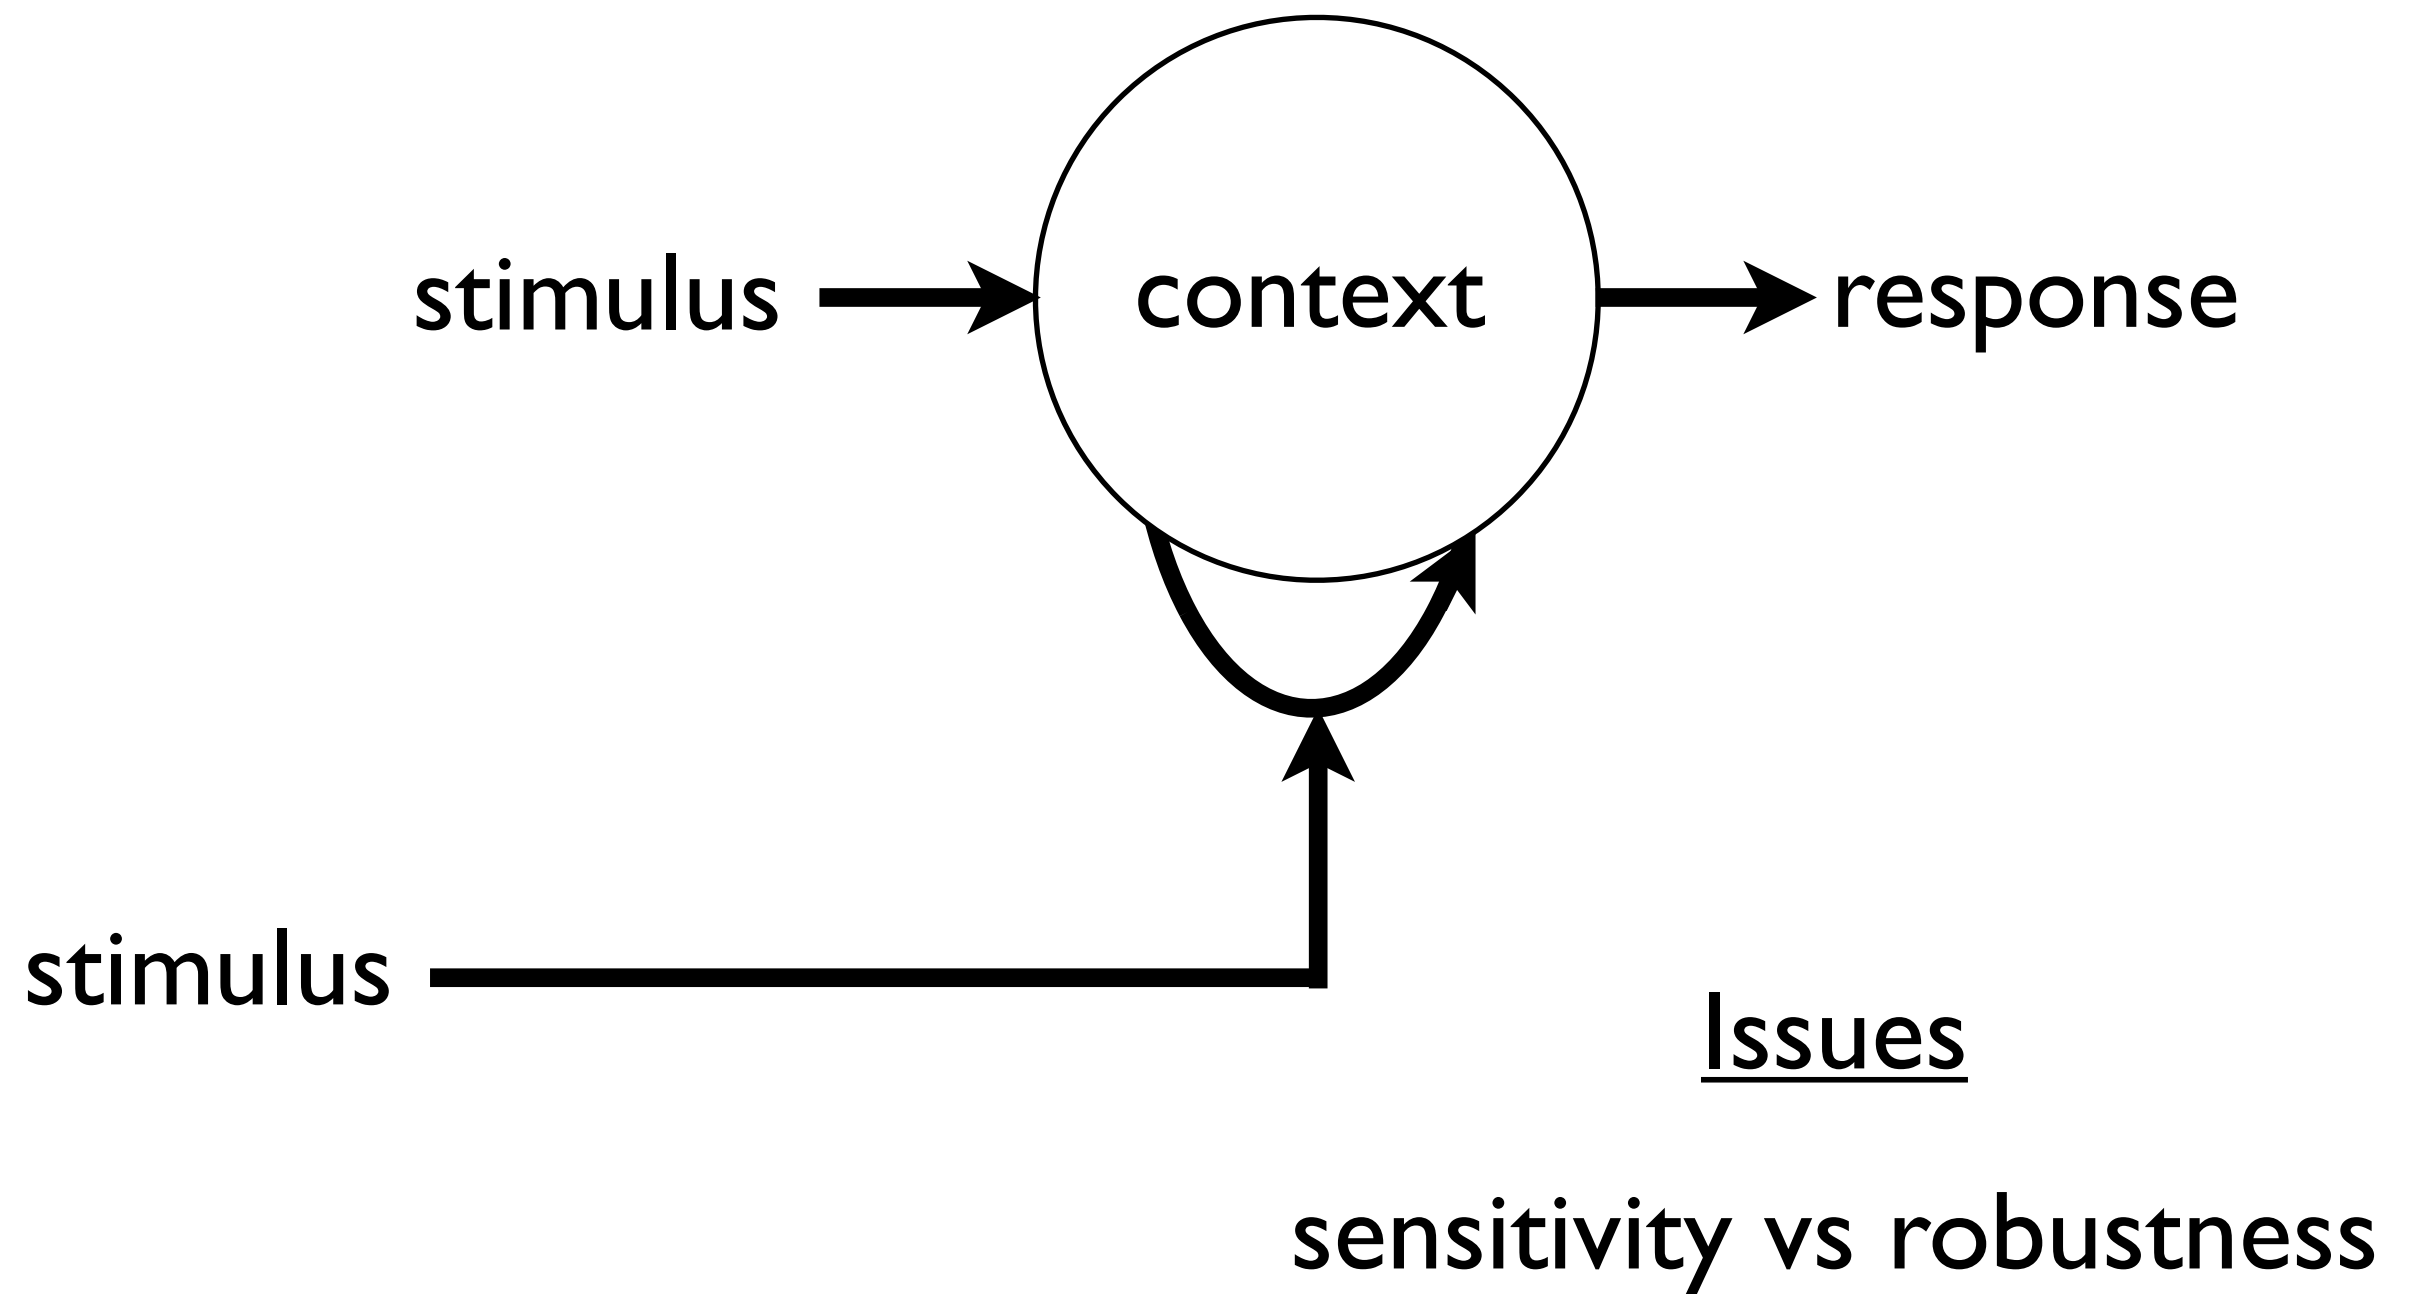 stimulus
context
response
stimulus
Issues
sensitivity vs robustness